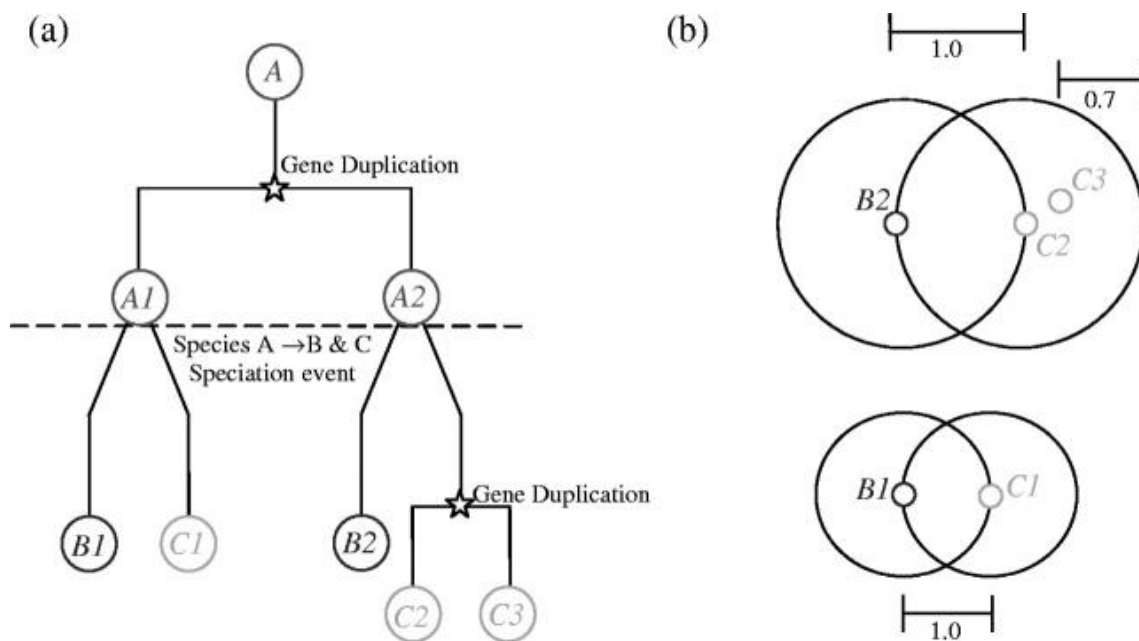 (a)
A
Gene Duplication
A1
A2
Species A →B & C
Speciation event
Gene Duplication
B1
C1
B2
C2
C3
(b)
1.0
0.7
B2
C3
C2
B1
C1
1.0